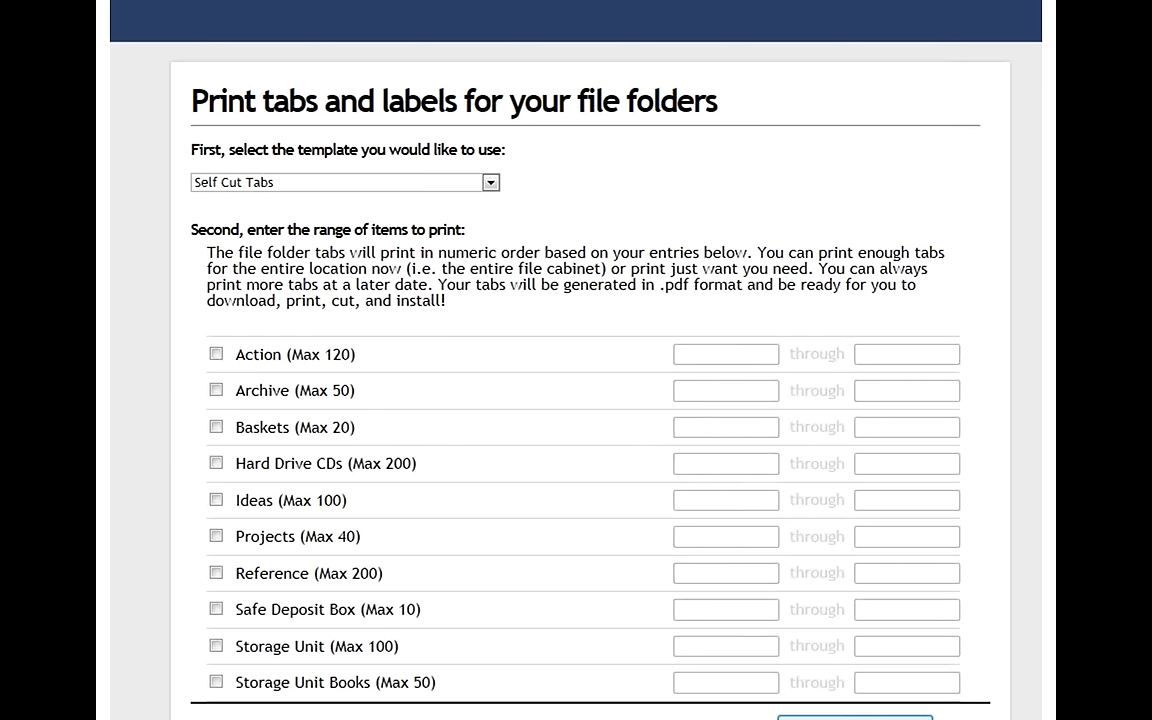 Print tabs and labels for your file folders
First, select the template you would like to use:
Self Cut Tabs
Second, enter the range of items to print:
The file folder tabs will print in numeric order based on your entries below. You can print enough tabs
for the entire location now (i.e. the entire file cabinet) or print just want you need. You can always
print more tabs at a later date. Your tabs will be generated in .pdf format and be ready for you to
download, print, cut, and install!
Action (Max 120) through
Archive (Max 50) through
Baskets (Max 20) through
Hard Drive CDs (Max 200) through
Ideas (Max 100) through
Projects (Max 40) through
Reference (Max 200) through
Safe Deposit Box (Max 10) through
Storage Unit (Max 100) through
Storage Unit Books (Max 50) through